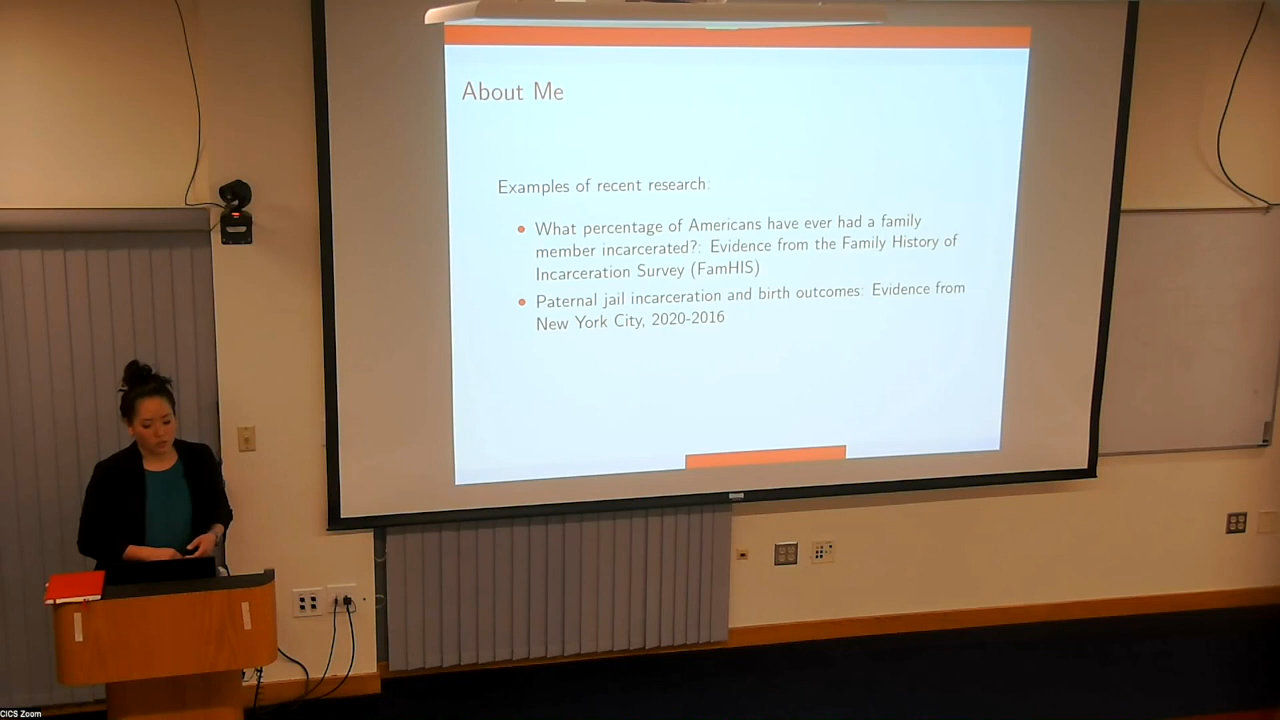 About Me
Examples of recent research:
• What percentage of Americans have ever had a family
member incarcerated?: Evidence from the Family History of
Incarceration Survey (FamHIS)
• Paternal jail incarceration and birth outcomes: Evidence from
New York City, 2020-2016
CICS Zoom